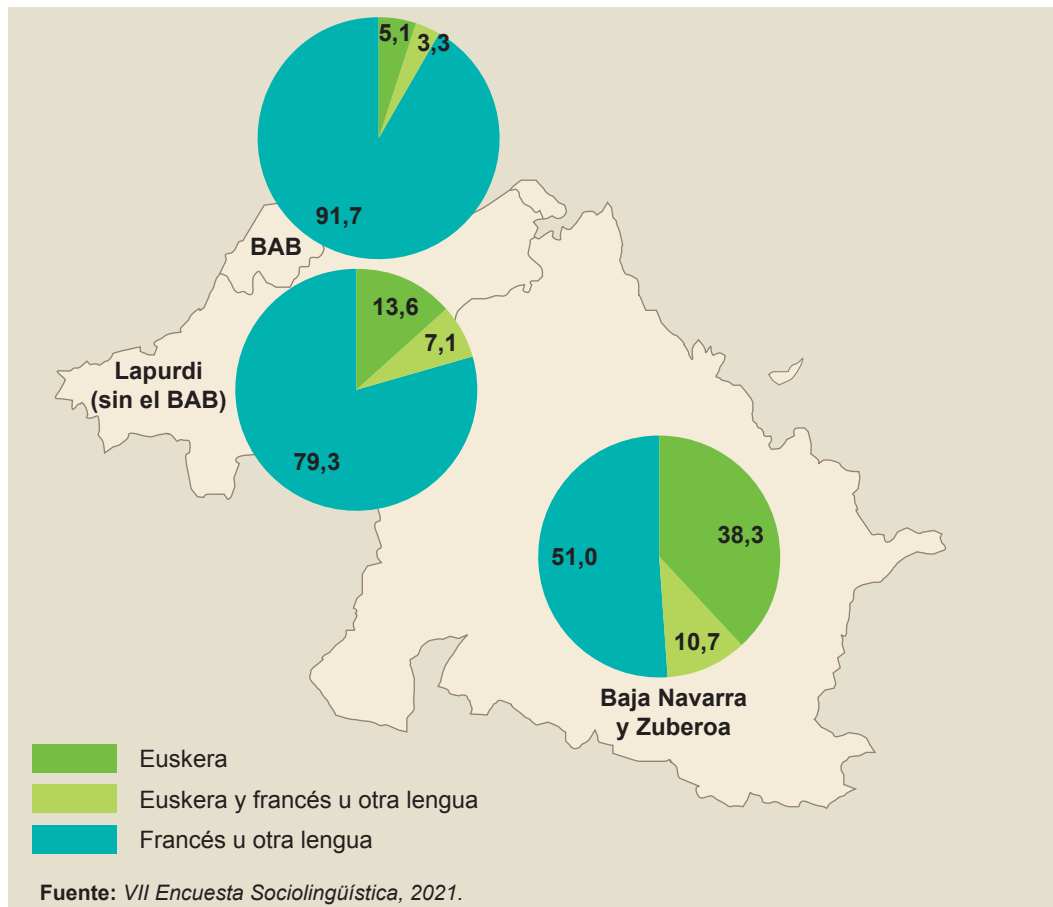 5,1
3,3
91,7
BAB
13,6
7,1
Lapurdi
(sin el BAB)
79,3
38,3
51,0
10,7
Baja Navarra
y Zuberoa
Euskera
Euskera y francés u otra lengua
Francés u otra lengua
Fuente: VII Encuesta Sociolingüística, 2021.